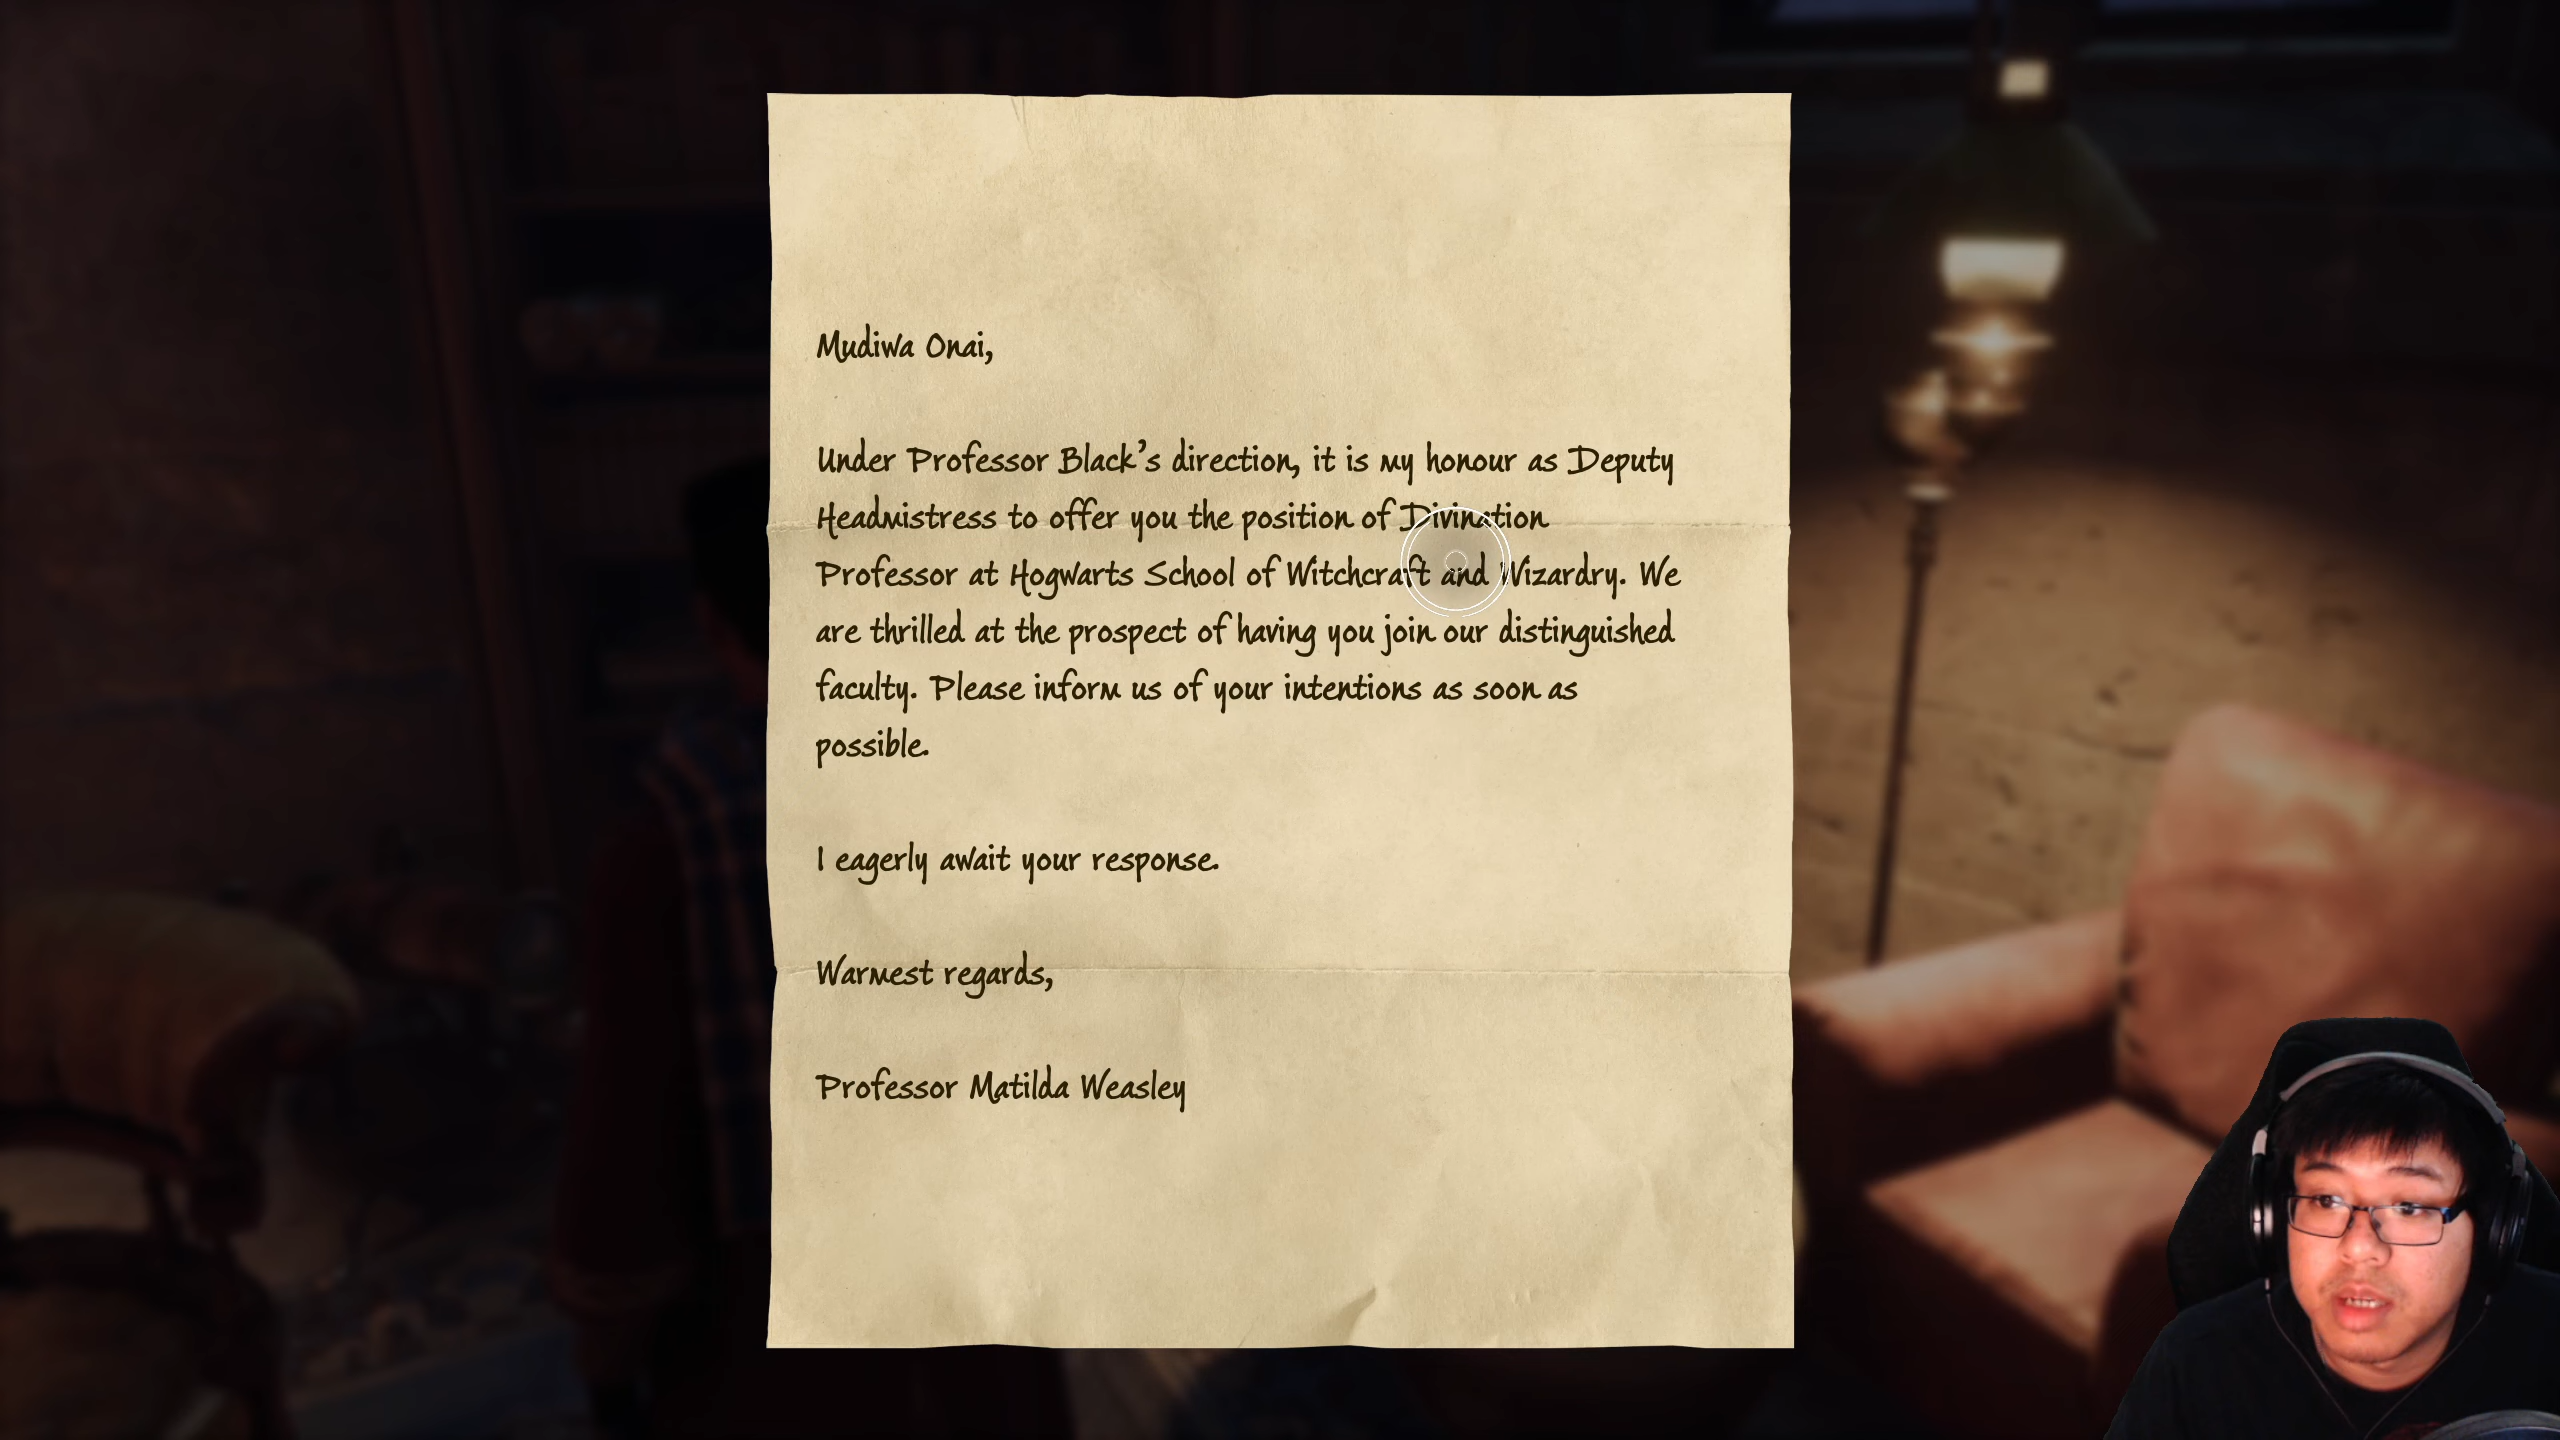 Mudiwa Onai,
Under Professor Black's direction, it is my honour as Deputy
Headmistress to offer you the position of Divination
Professor at Hogwarts School of Witchcraft and Wizardry. We
are thrilled at the prospect of having you join our distinguished
faculty. Please inform us of your intentions as soon as
possible.
I eagerly await your response.
Warmest regards,
Professor Matilda Weasley